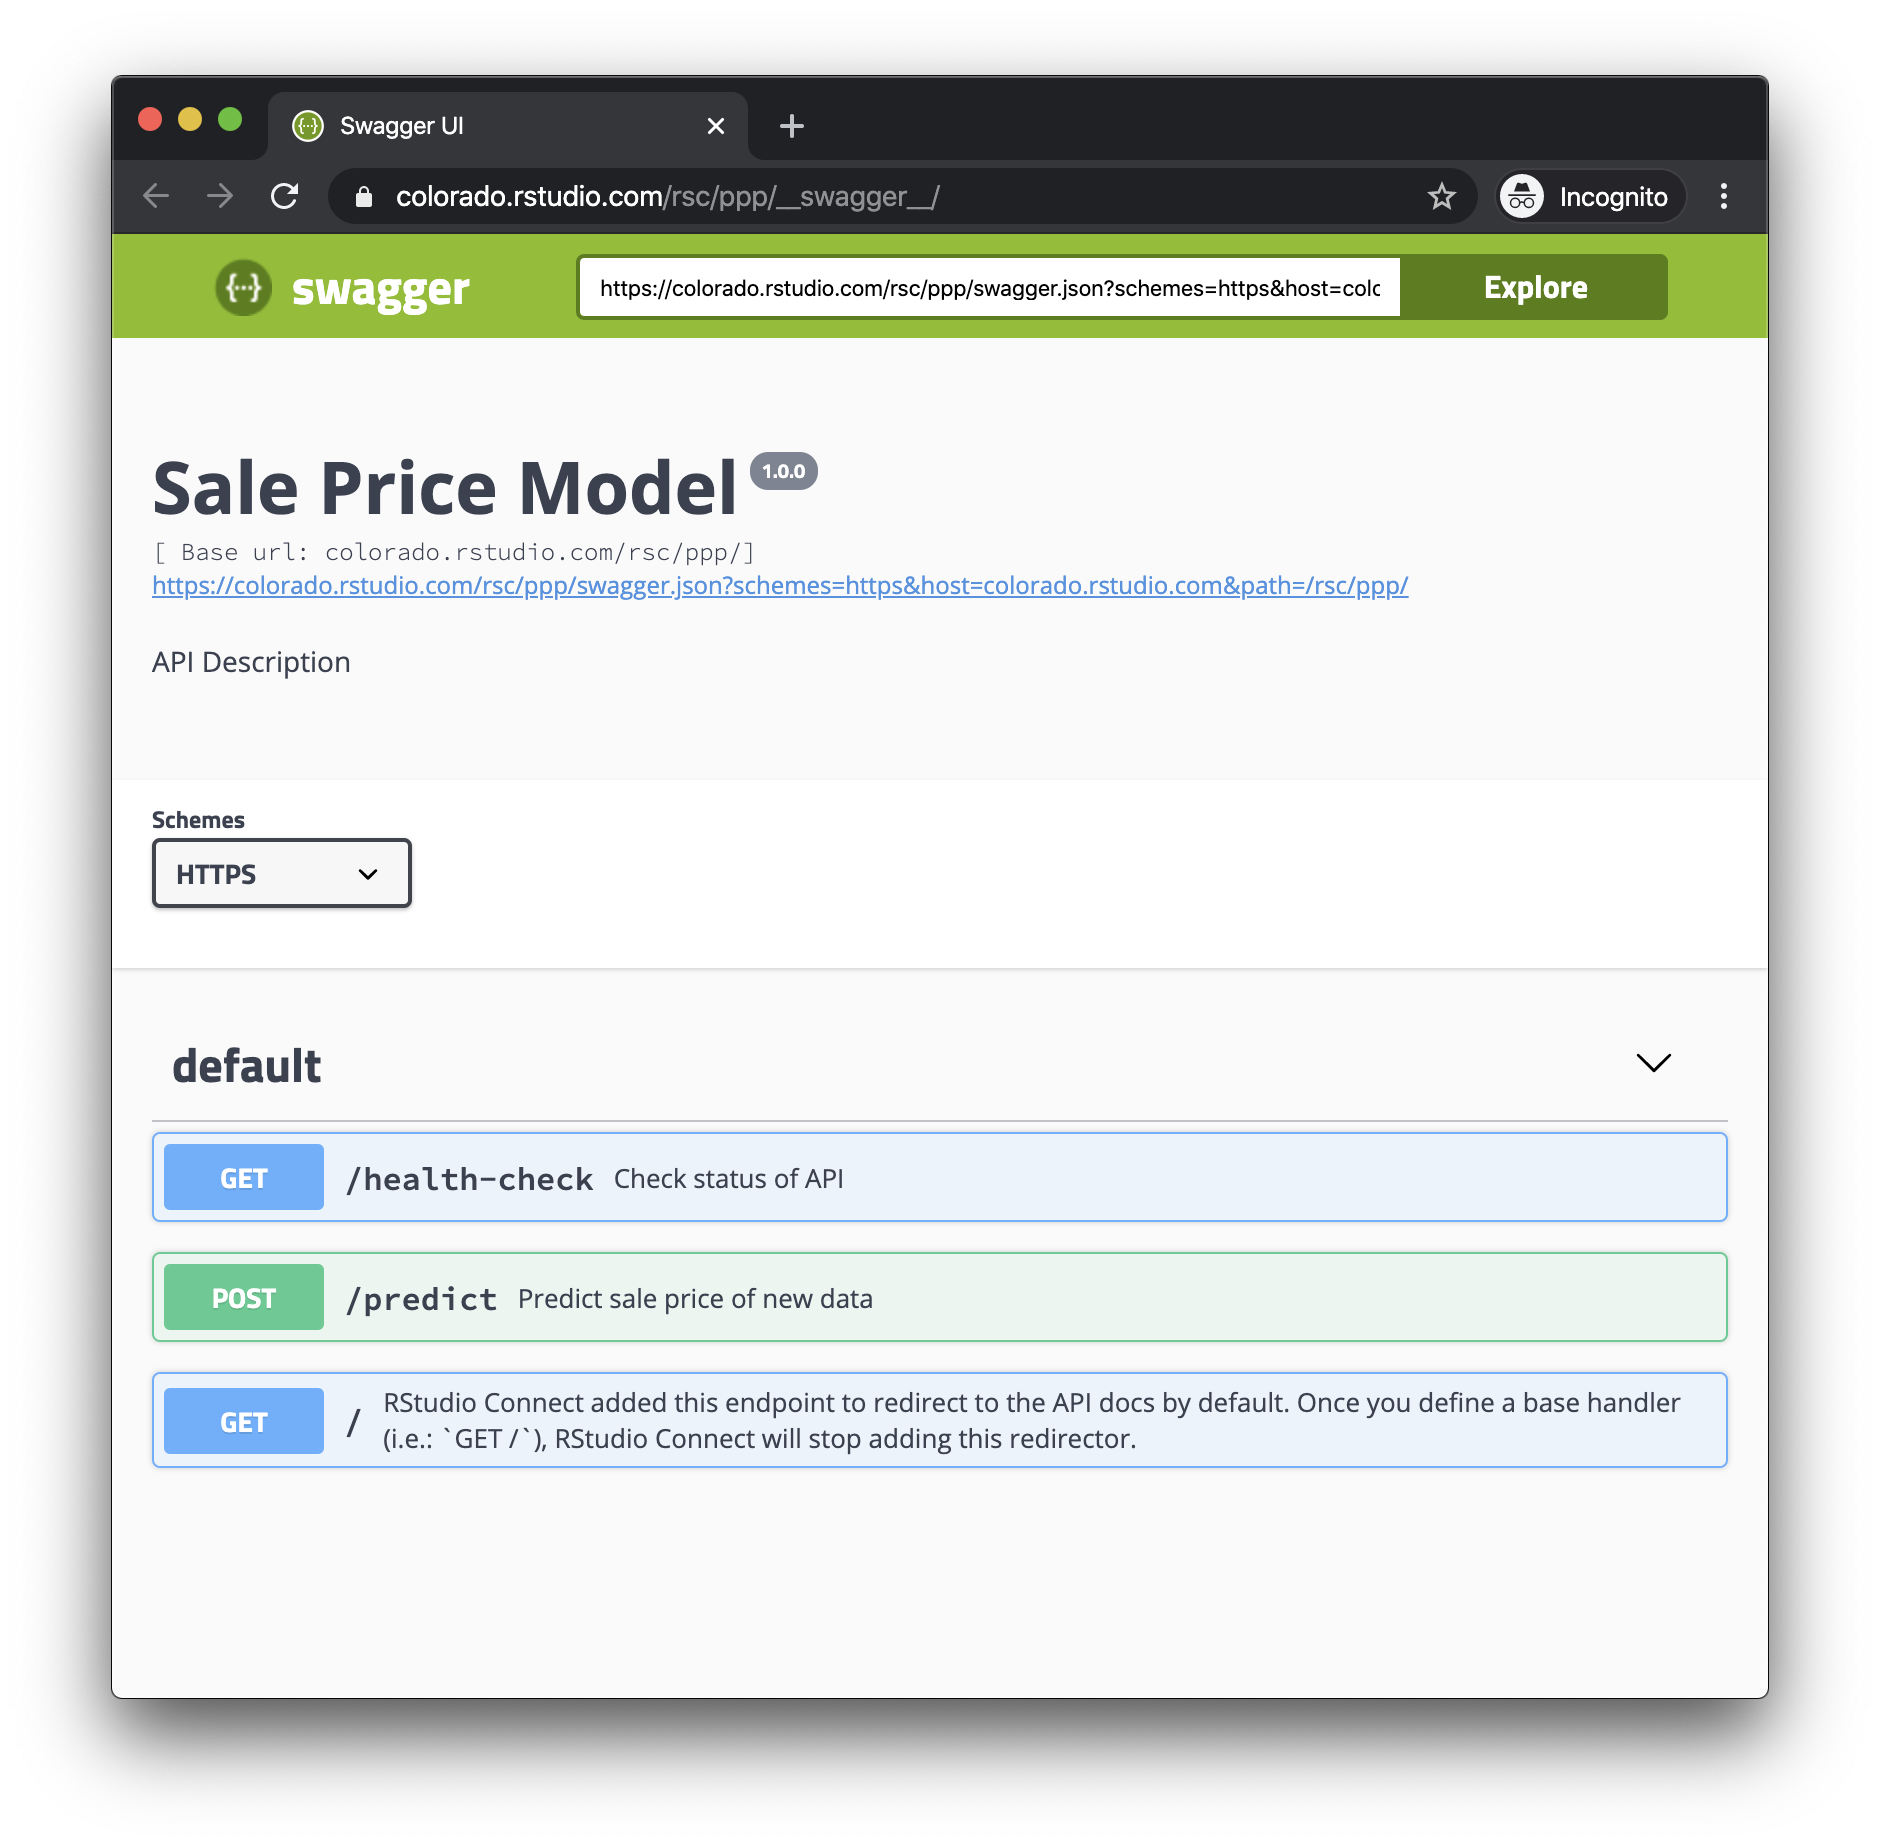 Swagger UI
colorado.rstudio.com/rsc/ppp/__swagger__/
Incognito
{...} swagger
https://colorado.rstudio.com/rsc/ppp/swagger.json?schemes=https&host=colc
Explore
Sale Price Model 1.0.0
[ Base url: colorado.rstudio.com/rsc/ppp/]
https://colorado.rstudio.com/rsc/ppp/swagger.json?schemes=https&host=colorado.rstudio.com&path=/rsc/ppp/
API Description
Schemes
HTTPS
default
GET /health-check Check status of API
POST /predict Predict sale price of new data
GET / RStudio Connect added this endpoint to redirect to the API docs by default. Once you define a base handler
(i.e.: `GET /`), RStudio Connect will stop adding this redirector.